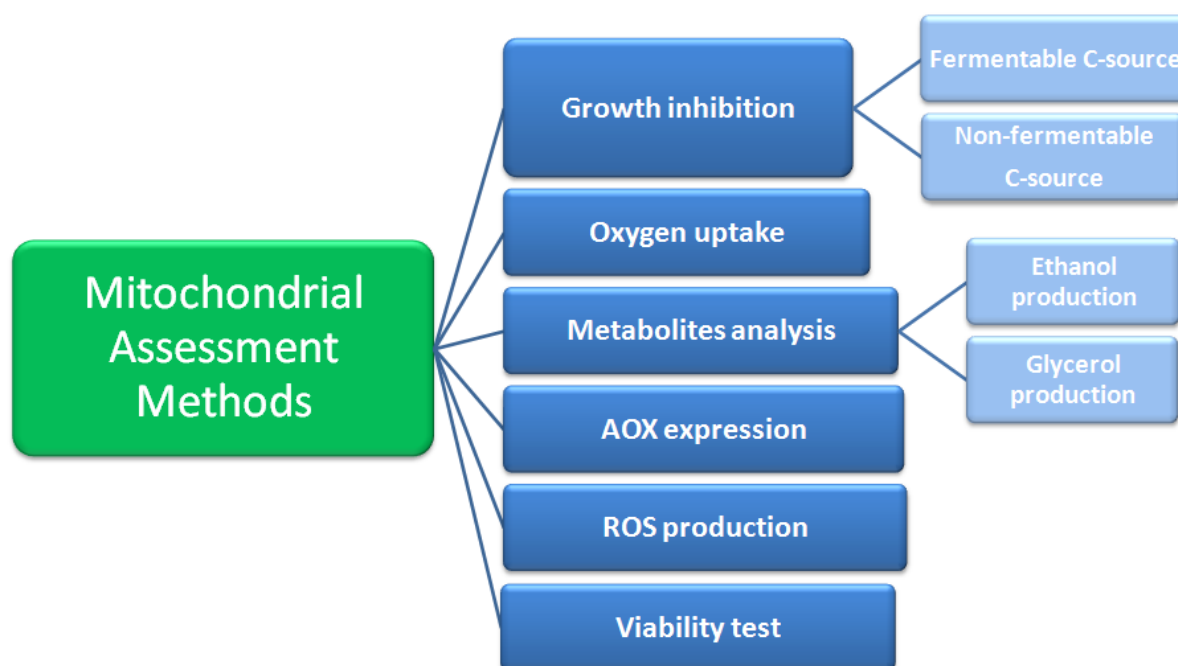 Mitochondrial
Assessment
Methods
Growth inhibition
Fermentable C-source
Non-fermentable
C-source
Oxygen uptake
Metabolites analysis
Ethanol
production
Glycerol
production
AOX expression
ROS production
Viability test